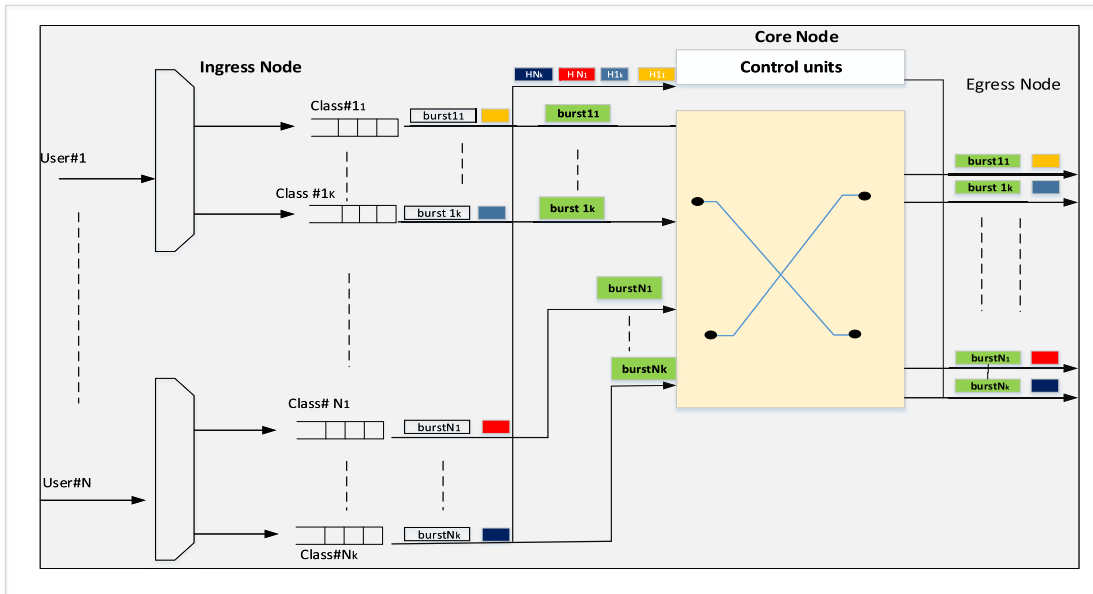 Core Node
Ingress Node
Control units
Egress Node
HNk
H N1
H1k
H11
Class#11
burst11
burst11
User#1
burst11
Class #1K
burst 1k
burst 1k
burst 1k
burstN1
burstNk
burstN1
burstNk
Class# N1
burstN1
User#N
burstNk
Class#Nk